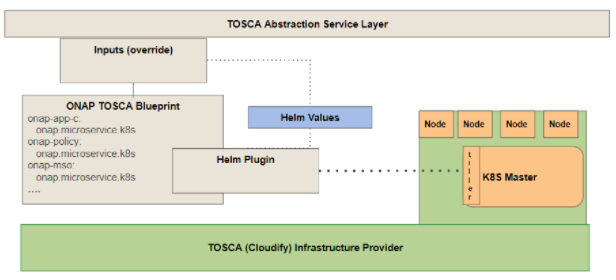 TOSCA Abstraction Service Layer
Inputs (override)
ONAP TOSCA Blueprint
onap-app-c:
onap.microservice.k8s
onap-policy:
onap.microservice.k8s
onap-mso:
onap.microservice.k8s
....
Helm Values
Helm Plugin
Node
Node
Node
Node
tiller
K8S Master
TOSCA (Cloudify) Infrastructure Provider